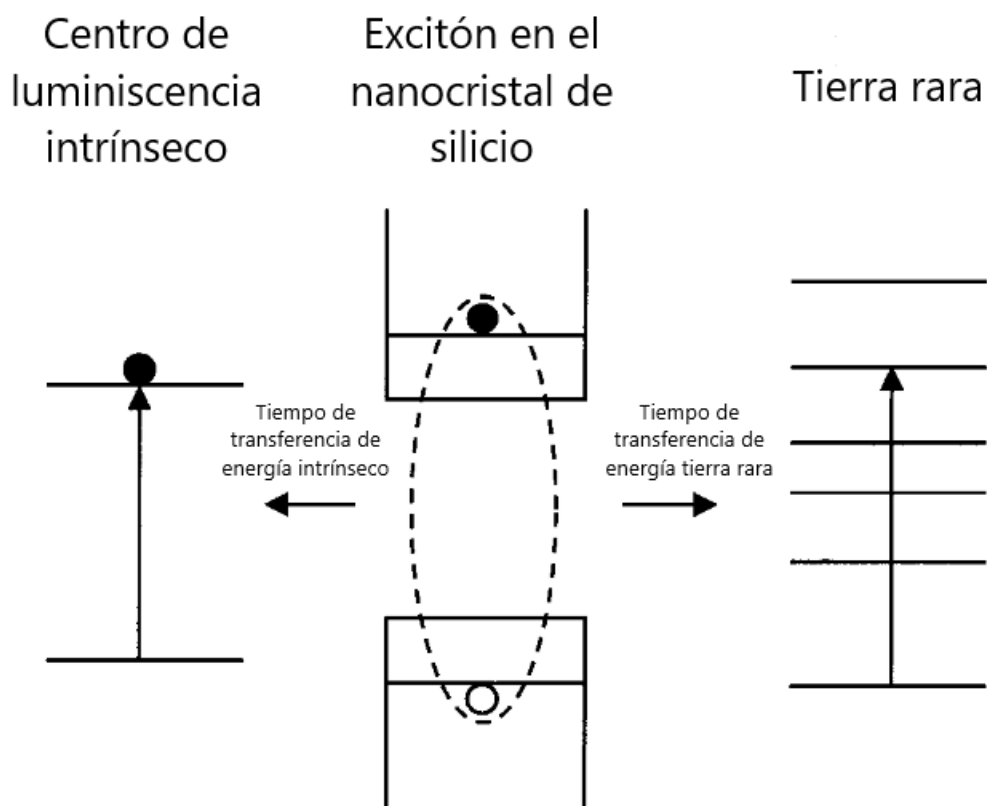 Centro de
luminiscencia
intrínseco
Excitón en el
nanocristal de
silicio
Tierra rara
Tiempo de
transferencia de
energía intrínseco
Tiempo de
transferencia de
energía tierra rara